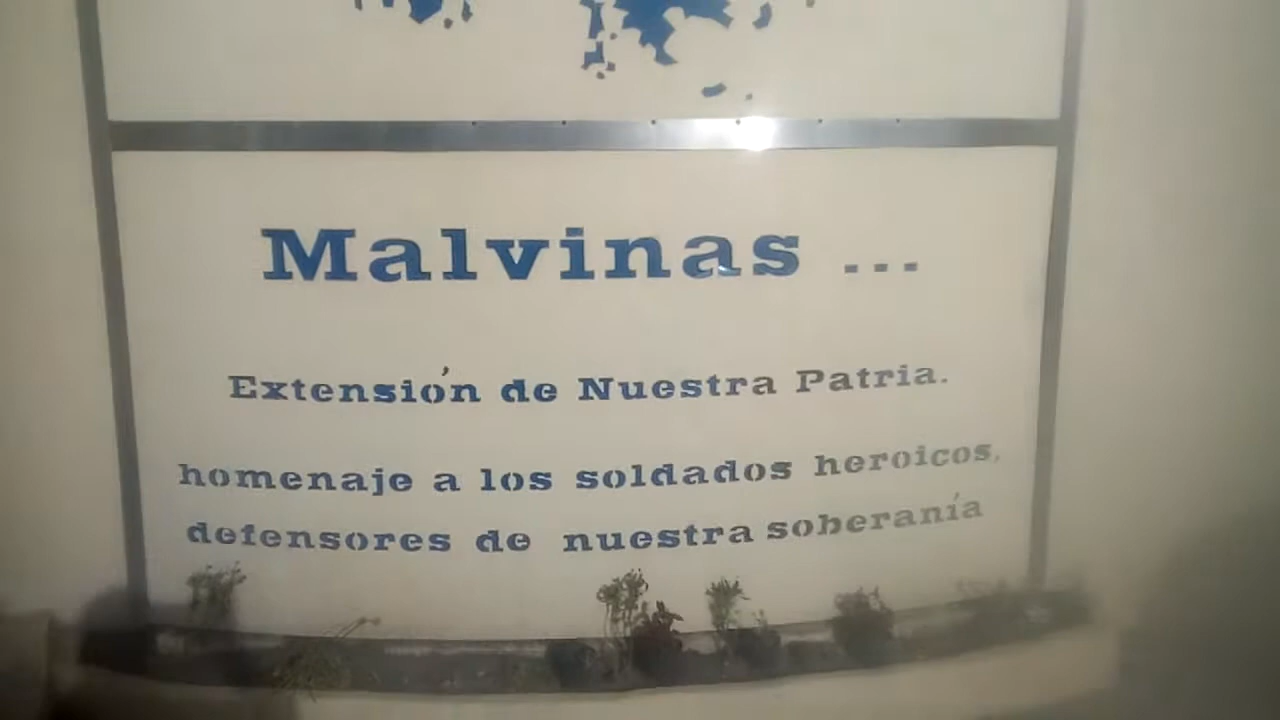 Malvinas ...
Extensión de Nuestra Patria.
homenaje a los soldados heroicos,
defensores de nuestra soberanía